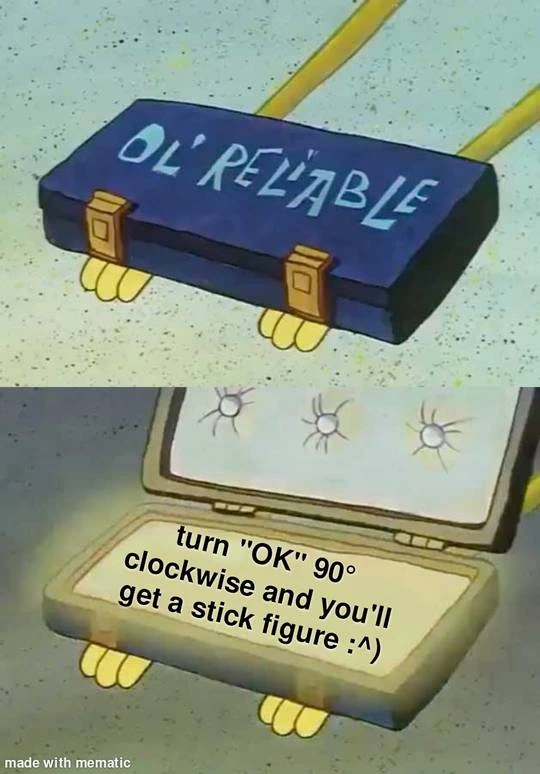 OL' RELIABLE
turn "OK" 90°
clockwise and you'll
get a stick figure :^)
made with mematic